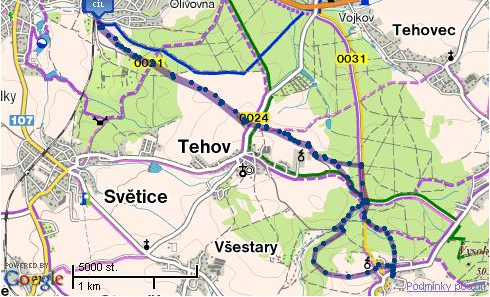 Olivovna
CÍL
Vojkov
Tehovec
0031
0031
lky
107
0024
Tehov
Světice
Všestary
POWERED BY
Google
5000 st.
1 km
Podmínky použití